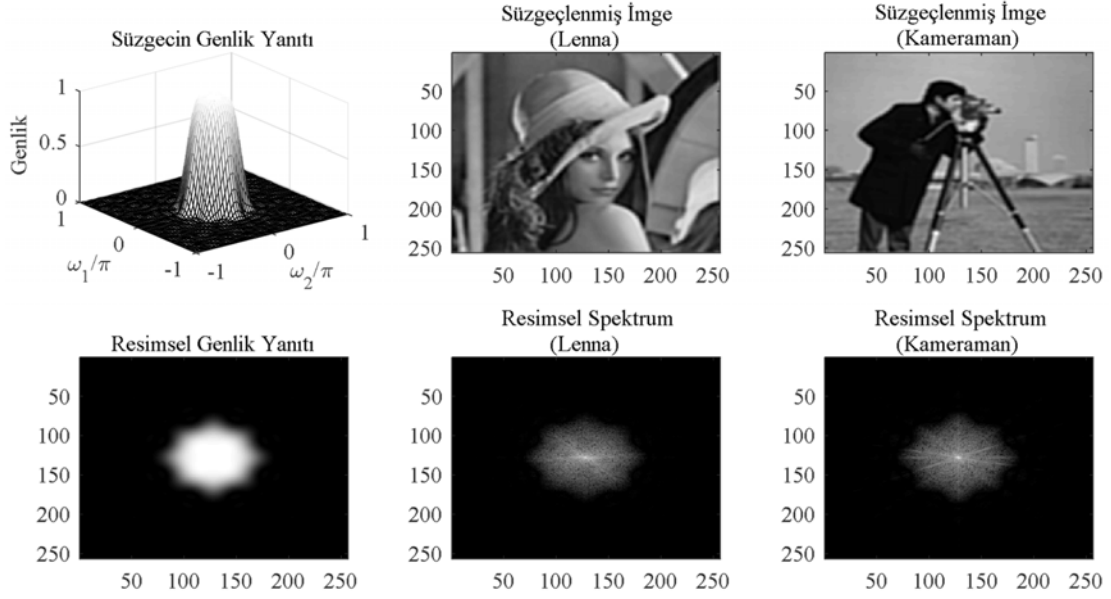 Süzgecin Genlik Yanıtı
1
0.5
0
Genlik
1
0
-1
ω1/π
-1
0
1
ω2/π
Süzgeçlenmiş İmge
(Lenna)
50
100
150
200
250
50 100 150 200 250
Süzgeçlenmiş İmge
(Kameraman)
50
100
150
200
250
50 100 150 200 250
Resimsel Genlik Yanıtı
50
100
150
200
250
50 100 150 200 250
Resimsel Spektrum
(Lenna)
50
100
150
200
250
50 100 150 200 250
Resimsel Spektrum
(Kameraman)
50
100
150
200
250
50 100 150 200 250